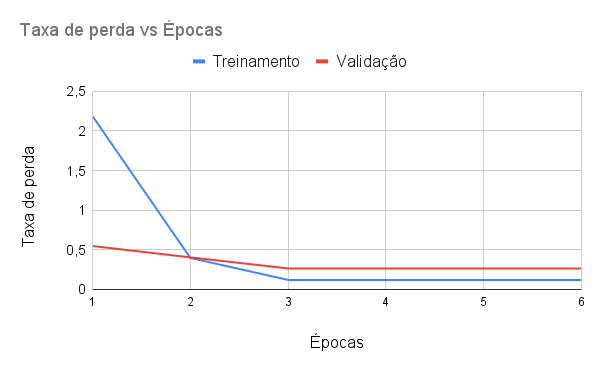 Taxa de perda vs Épocas
Treinamento Validação
2,5
2
1,5
1
0,5
0
Taxa de perda
1 2 3 4 5 6
Épocas